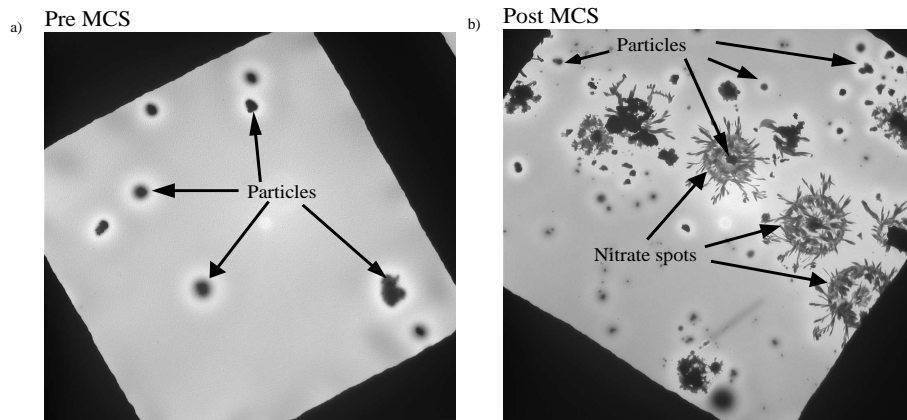 a) Pre MCS
Particles
b) Post MCS
Particles
Nitrate spots